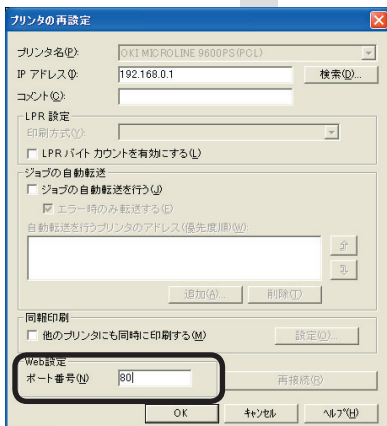 プリンタの再設定
プリンタ名(P): OKI MICROLINE 9600PS(PCL)
IP アドレス(I): 192.168.0.1 検索(D)...
コメント(C):
LPR 設定
印刷方式(Y):
LPR バイト カウントを有効にする(L)
ジョブの自動転送
ジョブの自動転送を行う(J)
エラー時のみ転送する(E)
自動転送を行うプリンタのアドレス(優先度順)(W):
追加(A)... 削除(T)
同報印刷
他のプリンタにも同時に印刷する(M) 設定(O)...
Web設定
ポート番号(N) 80 再接続(R)
OK キャンセル ヘルプ(H)